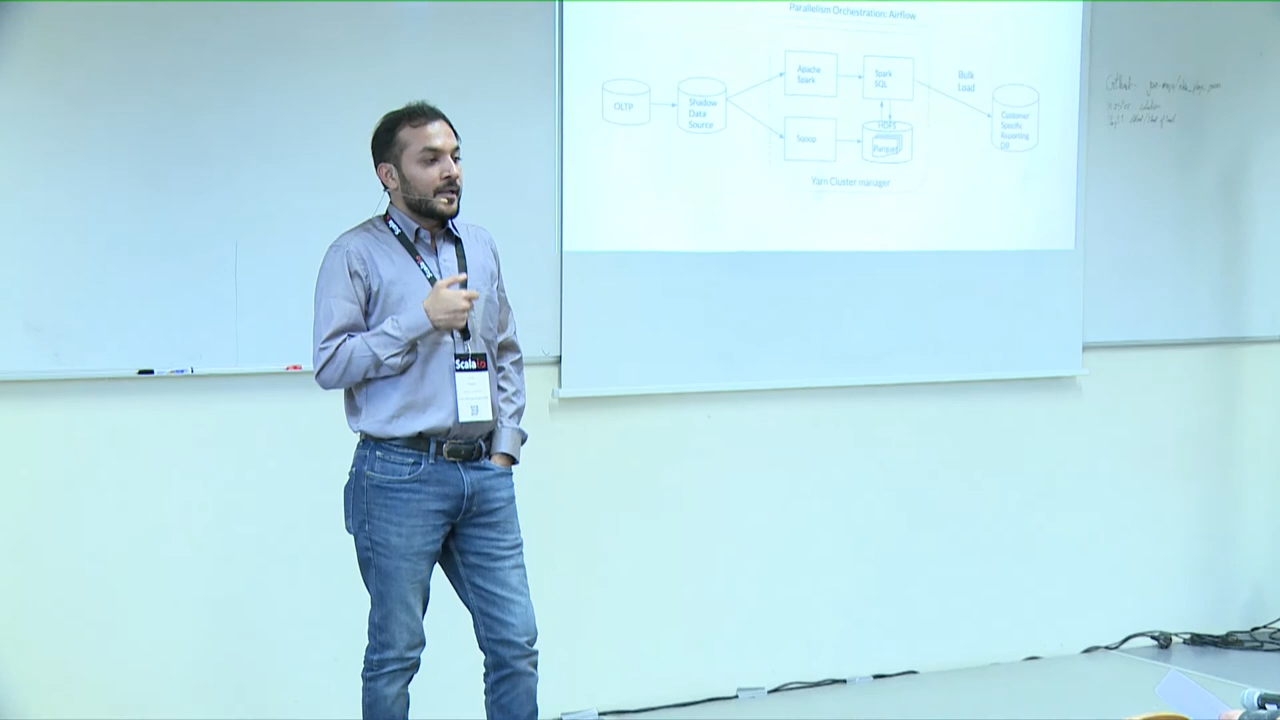 Parallelism Orchestration: Airflow
OLTP
Shadow
Data
Source
Apache
Spark
Spark
SQL
Sqoop
HDFS
Parquet
Bulk
Load
Customer
Specific
Reporting
DB
Yarn Cluster manager
Scala.io